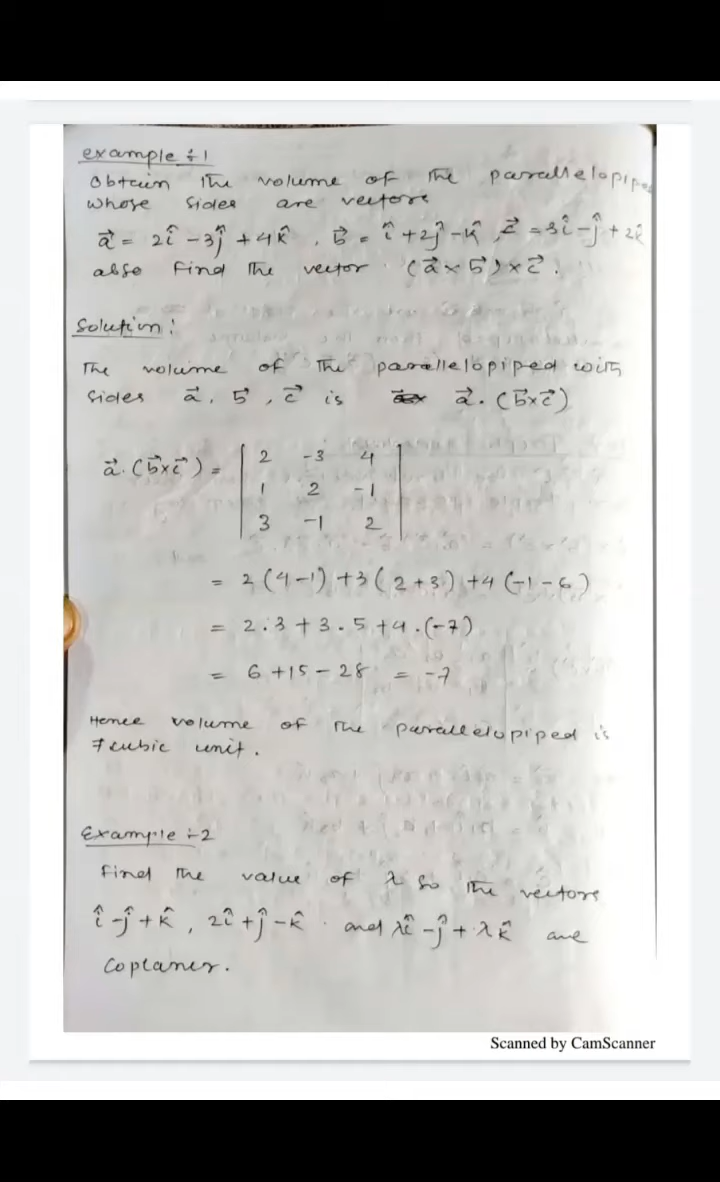 example ÷ 1
Obtain the volume of the parallelopiped
whose sides are vectors
a⃗ = 2î - 3ĵ + 4k̂, b⃗ = î + 2ĵ - k̂, c⃗ = 3î - ĵ + 2k̂
also find the vector (a⃗ × b⃗) × c⃗.
Solution:
The volume of the parallelopiped with
sides a⃗, b⃗, c⃗ is a⃗. (b⃗×c⃗)
a⃗. (b⃗×c⃗) = | 2 -3 4 |
| 1 2 -1 |
| 3 -1 2 |
= 2(4-1) + 3(2+3) + 4(-1-6)
= 2.3 + 3.5 + 4.(-7)
= 6 + 15 - 28 = -7
Hence volume of the parallelopiped is
7 cubic unit.
Example :-2
Find the value of λ so the vectors
î - ĵ + k̂, 2î + ĵ - k̂ and λî - ĵ + λk̂ are
coplaner.
Scanned by CamScanner